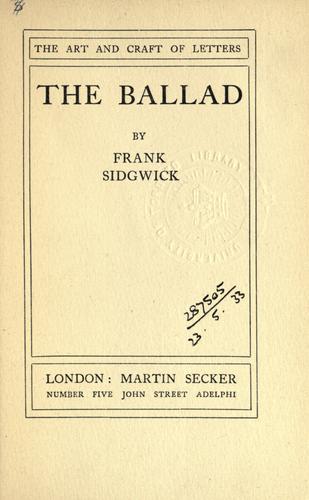 THE ART AND CRAFT OF LETTERS
THE BALLAD
BY
FRANK
SIDGWICK
287505
23. 5. 33
LONDON: MARTIN SECKER
NUMBER FIVE JOHN STREET ADELPHI